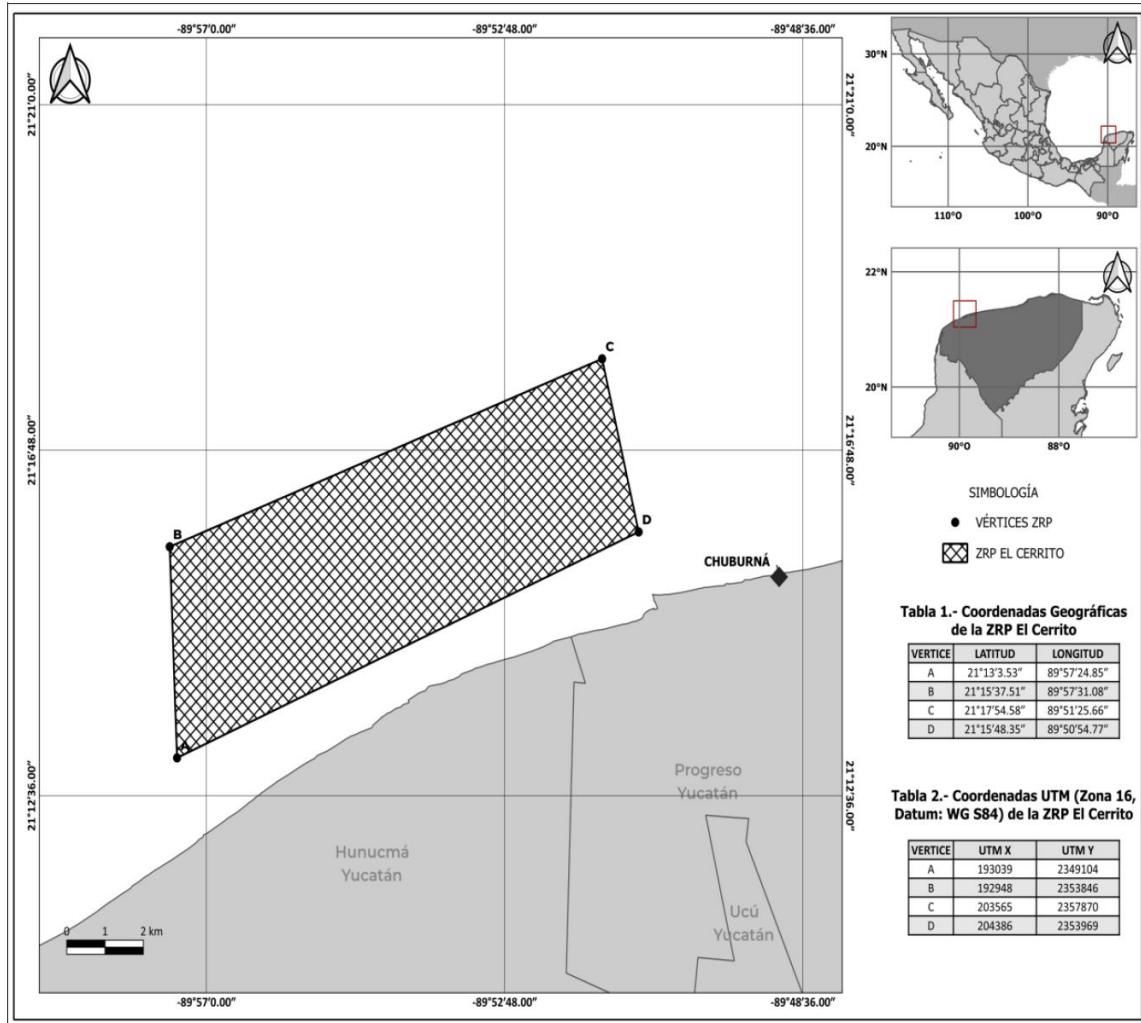 -89°57'0.00"
-89°52'48.00"
-89°48'36.00"
21°21'0.00"
21°21'0.00"
C
21°16'48.00"
21°16'48.00"
B
D
CHUBURNÁ
A
21°12'36.00"
21°12'36.00"
Progreso
Yucatán
Hunucmá
Yucatán
Ucú
Yucatán
0 1 2 km
-89°57'0.00"
-89°52'48.00"
-89°48'36.00"
30°N
20°N
110°O
100°O
90°O
22°N
20°N
90°O
88°O
SIMBOLOGÍA
VÉRTICES ZRP
ZRP EL CERRITO
Tabla 1.- Coordenadas Geográficas
de la ZRP El Cerrito
VERTICE LATITUD LONGITUD
A 21°13'3.53" 89°57'24.85"
B 21°15'37.51" 89°57'31.08"
C 21°17'54.58" 89°51'25.66"
D 21°15'48.35" 89°50'54.77"
Tabla 2.- Coordenadas UTM (Zona 16,
Datum: WG S84) de la ZRP El Cerrito
VERTICE UTM X UTM Y
A 193039 2349104
B 192948 2353846
C 203565 2357870
D 204386 2353969